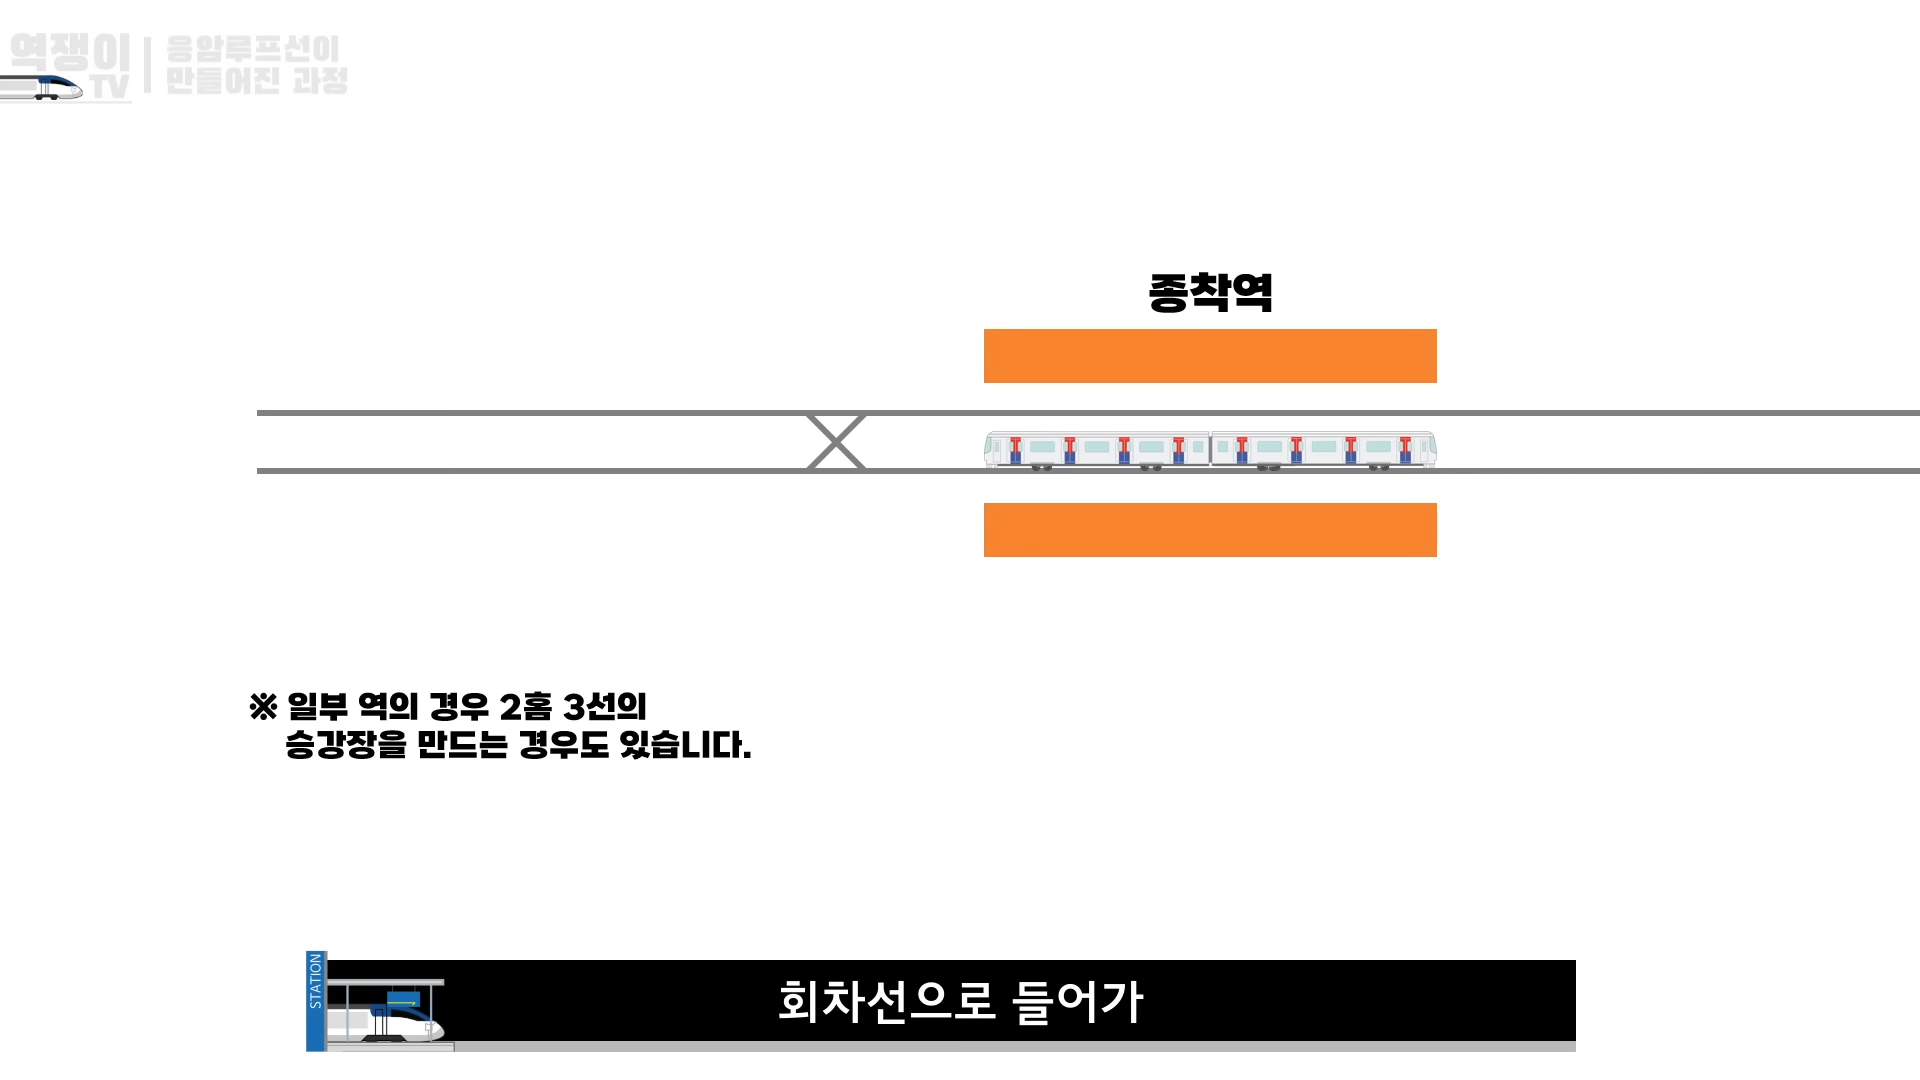 역쟁이
TV
응암루프선이
만들어진 과정
종착역
※ 일부 역의 경우 2홈 3선의
승강장을 만드는 경우도 있습니다.
STATION
회차선으로 들어가